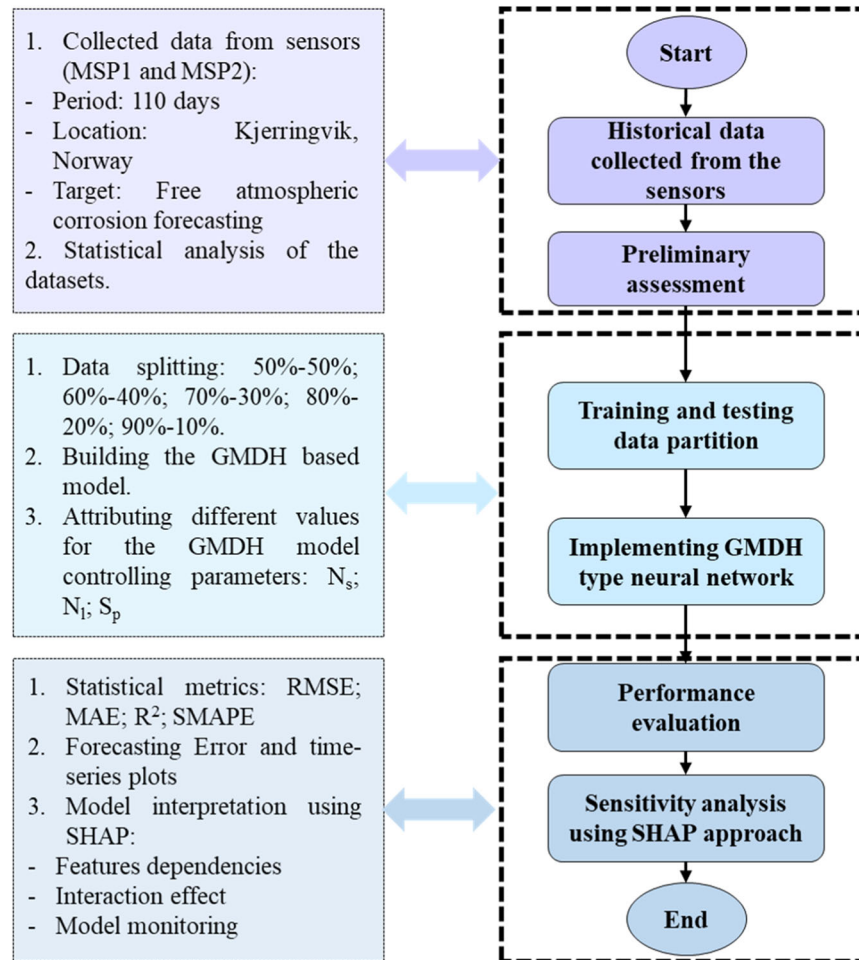 1. Collected data from sensors
(MSP1 and MSP2):
- Period: 110 days
- Location: Kjerringvik,
Norway
- Target: Free atmospheric
corrosion forecasting
2. Statistical analysis of the
datasets.
Start
Historical data
collected from the
sensors
Preliminary
assessment
1. Data splitting: 50%-50%;
60%-40%; 70%-30%; 80%-
20%; 90%-10%.
2. Building the GMDH based
model.
3. Attributing different values
for the GMDH model
controlling parameters: Nₛ;
Nₗ; Sₚ
Training and testing
data partition
Implementing GMDH
type neural network
1. Statistical metrics: RMSE;
MAE; R²; SMAPE
2. Forecasting Error and time-
series plots
3. Model interpretation using
SHAP:
- Features dependencies
- Interaction effect
- Model monitoring
Performance
evaluation
Sensitivity analysis
using SHAP approach
End